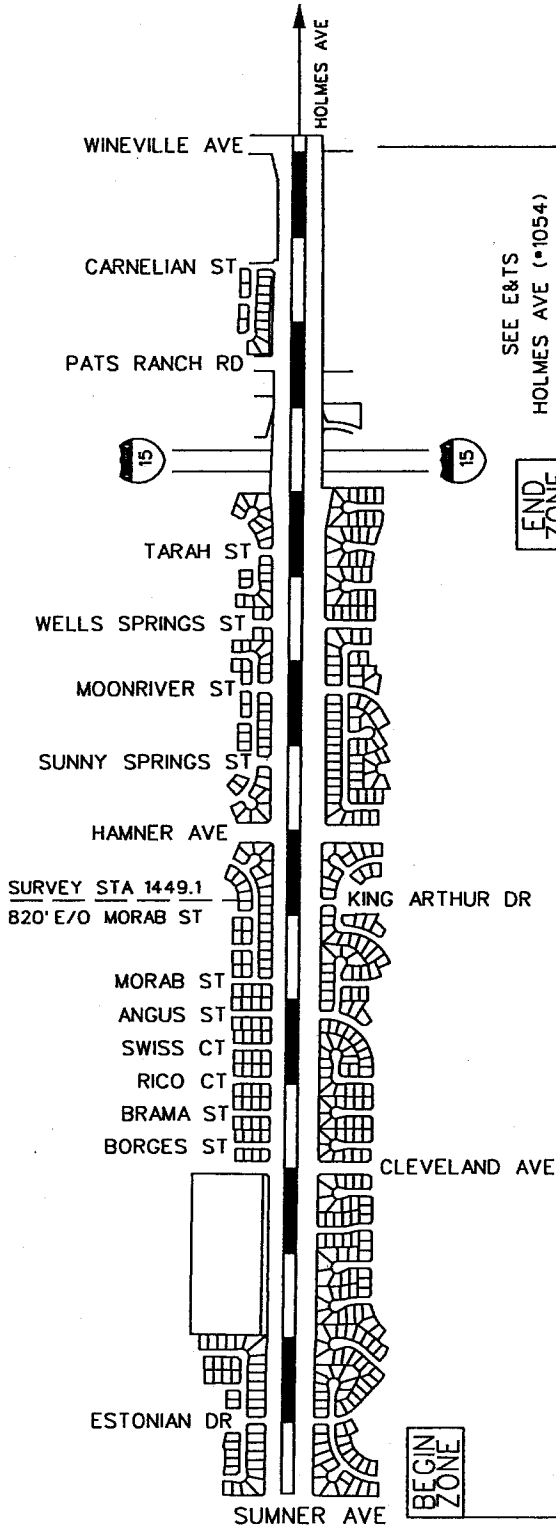 HOLMES AVE
WINEVILLE AVE
SEE E&TS
HOLMES AVE (*1054)
CARNELIAN ST
PATS RANCH RD
15
15
END
ZONE
TARAH ST
WELLS SPRINGS ST
MOONRIVER ST
SUNNY SPRINGS ST
HAMNER AVE
SURVEY STA 1449.1
820' E/O MORAB ST
KING ARTHUR DR
MORAB ST
ANGUS ST
SWISS CT
RICO CT
BRAMA ST
BORGES ST
CLEVELAND AVE
ESTONIAN DR
BEGIN
ZONE
SUMNER AVE